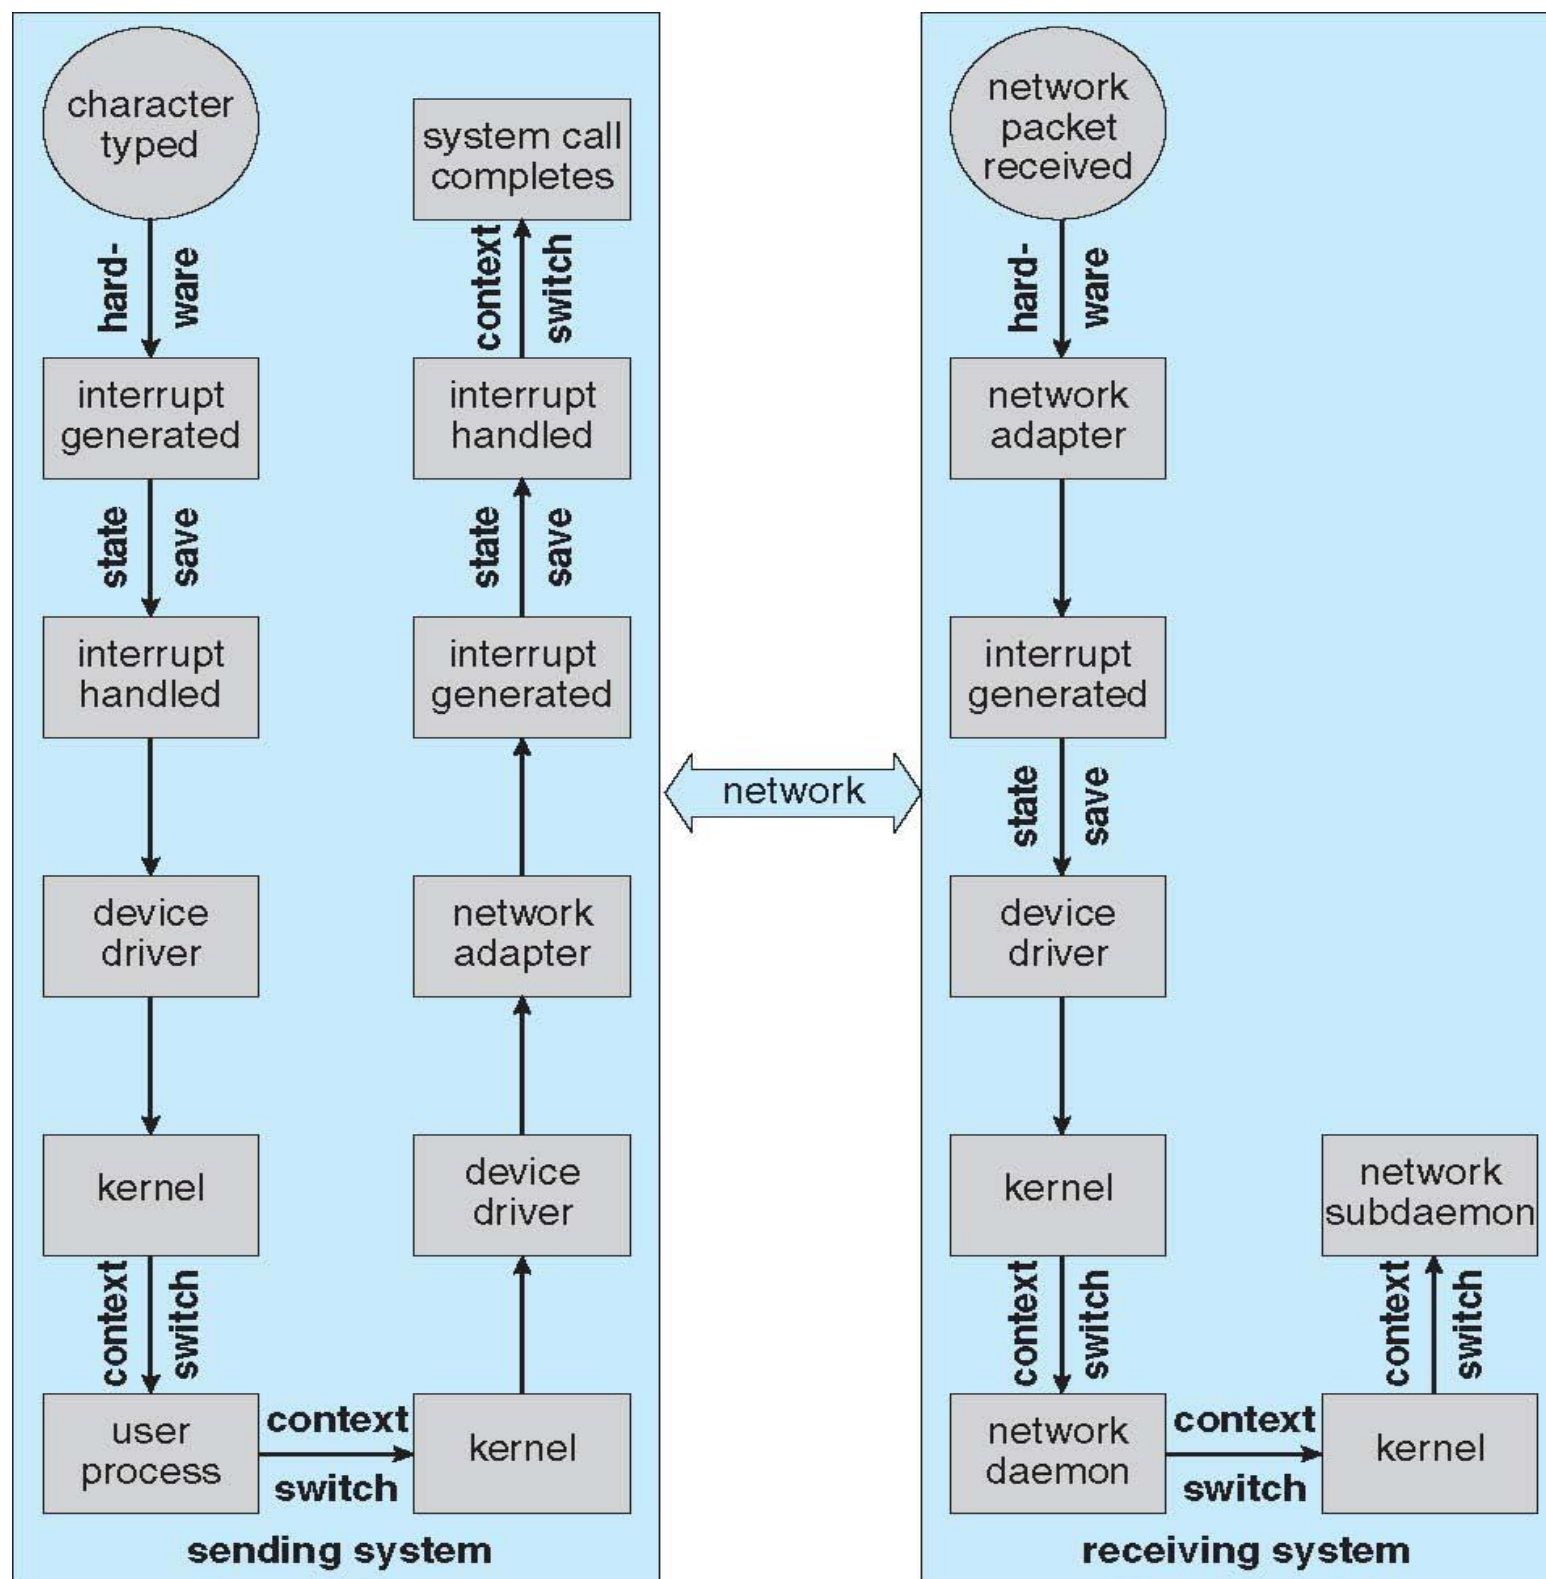 character
typed
hard-
ware
interrupt
generated
state
save
interrupt
handled
device
driver
kernel
context
switch
user
process
context
switch
kernel
device
driver
network
adapter
interrupt
generated
state
save
interrupt
handled
context
switch
system call
completes
sending system
network
network
packet
received
hard-
ware
network
adapter
interrupt
generated
state
save
device
driver
kernel
context
switch
network
daemon
context
switch
kernel
context
switch
network
subdaemon
receiving system